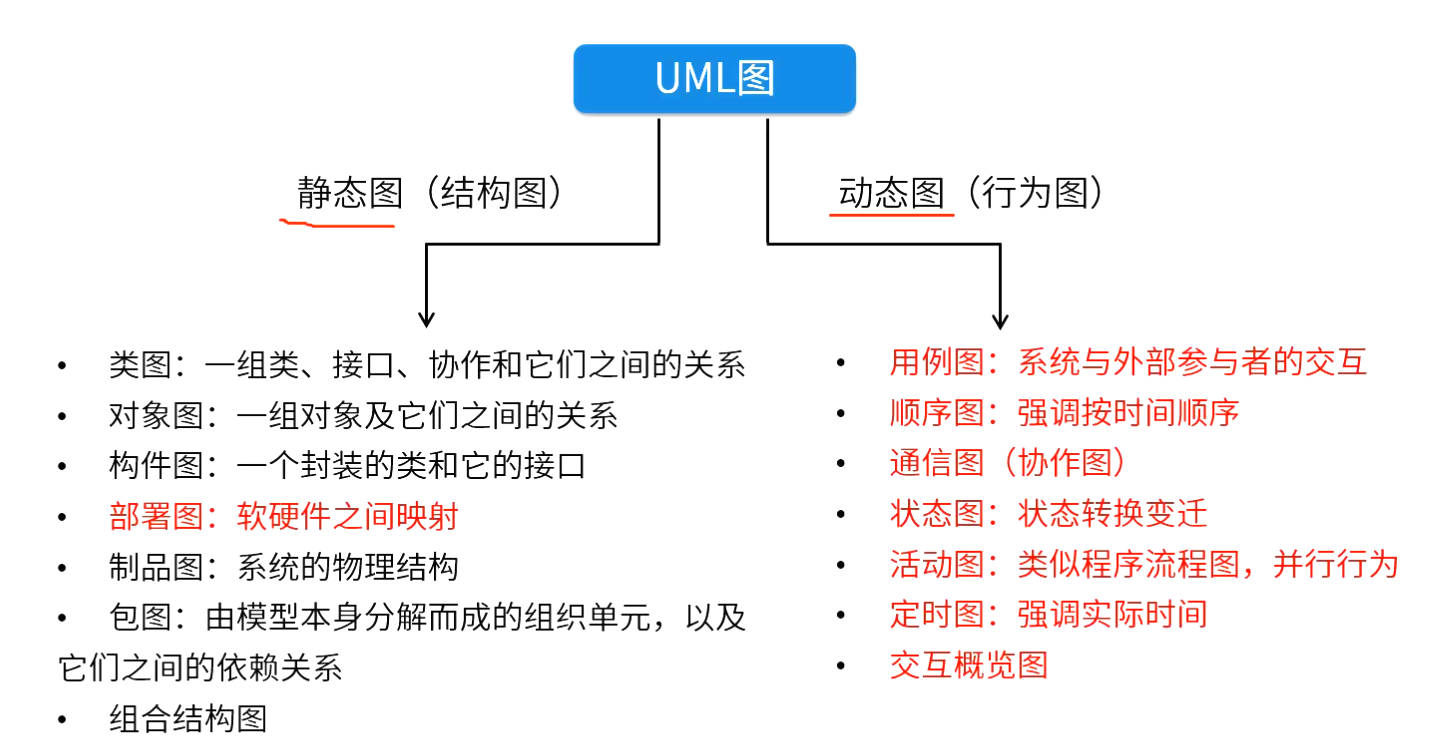 UML图
静态图（结构图）
动态图（行为图）
• 类图：一组类、接口、协作和它们之间的关系
• 对象图：一组对象及它们之间的关系
• 构件图：一个封装的类和它的接口
• 部署图：软硬件之间映射
• 制品图：系统的物理结构
• 包图：由模型本身分解而成的组织单元，以及
它们之间的依赖关系
• 组合结构图
• 用例图：系统与外部参与者的交互
• 顺序图：强调按时间顺序
• 通信图（协作图）
• 状态图：状态转换变迁
• 活动图：类似程序流程图，并行行为
• 定时图：强调实际时间
• 交互概览图